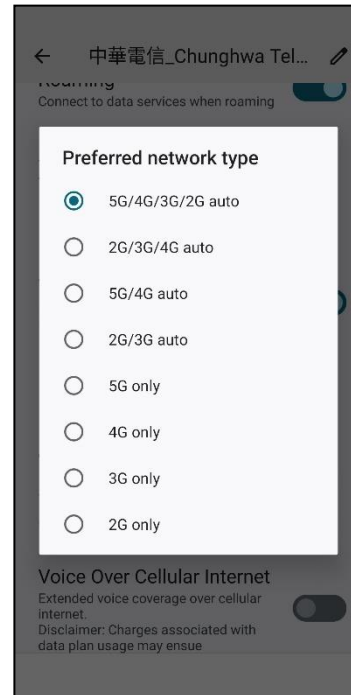 中華電信_Chunghwa Tel...
Roaming
Connect to data services when roaming
Preferred network type
5G/4G/3G/2G auto
2G/3G/4G auto
5G/4G auto
2G/3G auto
5G only
4G only
3G only
2G only
Voice Over Cellular Internet
Extended voice coverage over cellular
internet.
Disclaimer: Charges associated with
data plan usage may ensue